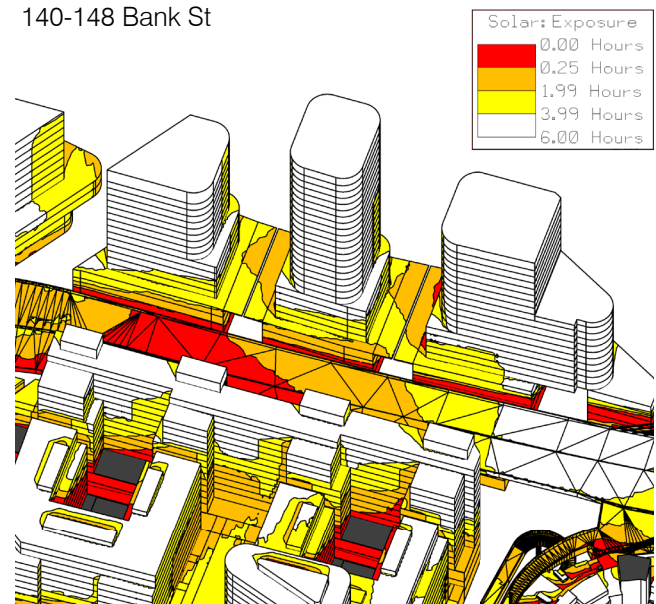 140-148 Bank St
Solar: Exposure
0.00 Hours
0.25 Hours
1.99 Hours
3.99 Hours
6.00 Hours